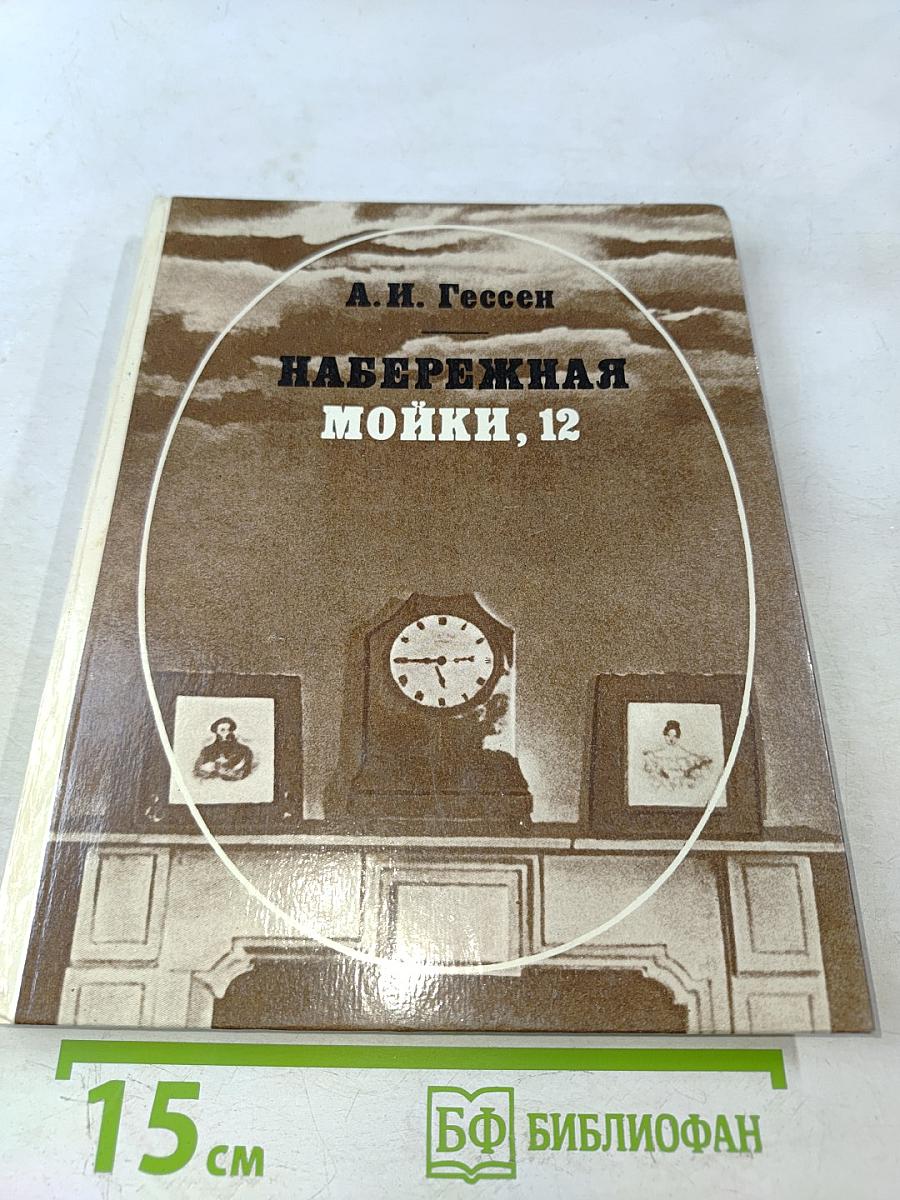 А. И. Гессен
НАБЕРЕЖНАЯ
МОЙКИ, 12
15 см
БФ БИБЛИОФАН